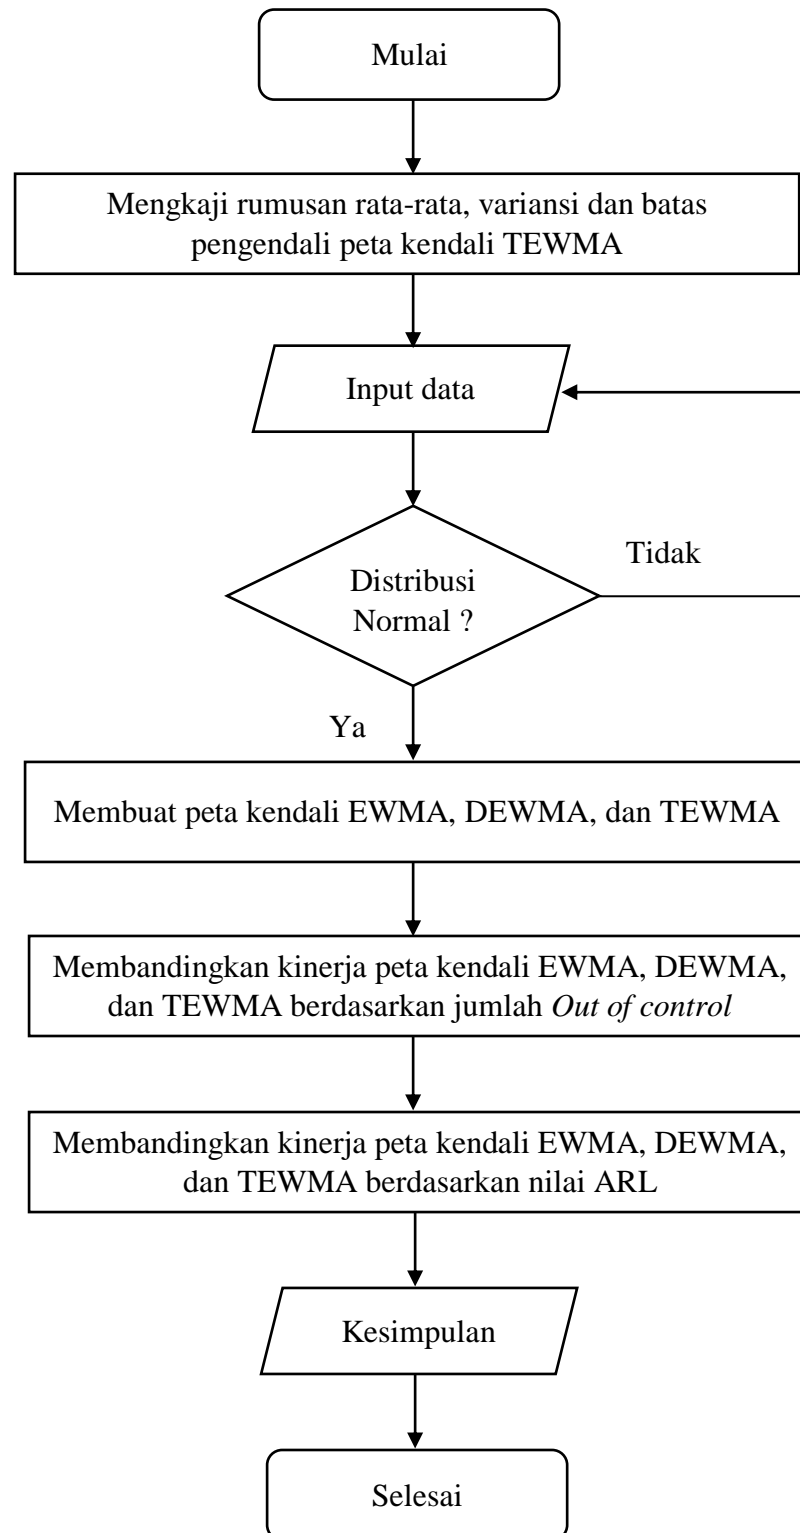 Mulai
Mengkaji rumusan rata-rata, variansi dan batas
pengendali peta kendali TEWMA
Input data
Tidak
Distribusi
Normal ?
Ya
Membuat peta kendali EWMA, DEWMA, dan TEWMA
Membandingkan kinerja peta kendali EWMA, DEWMA,
dan TEWMA berdasarkan jumlah Out of control
Membandingkan kinerja peta kendali EWMA, DEWMA,
dan TEWMA berdasarkan nilai ARL
Kesimpulan
Selesai